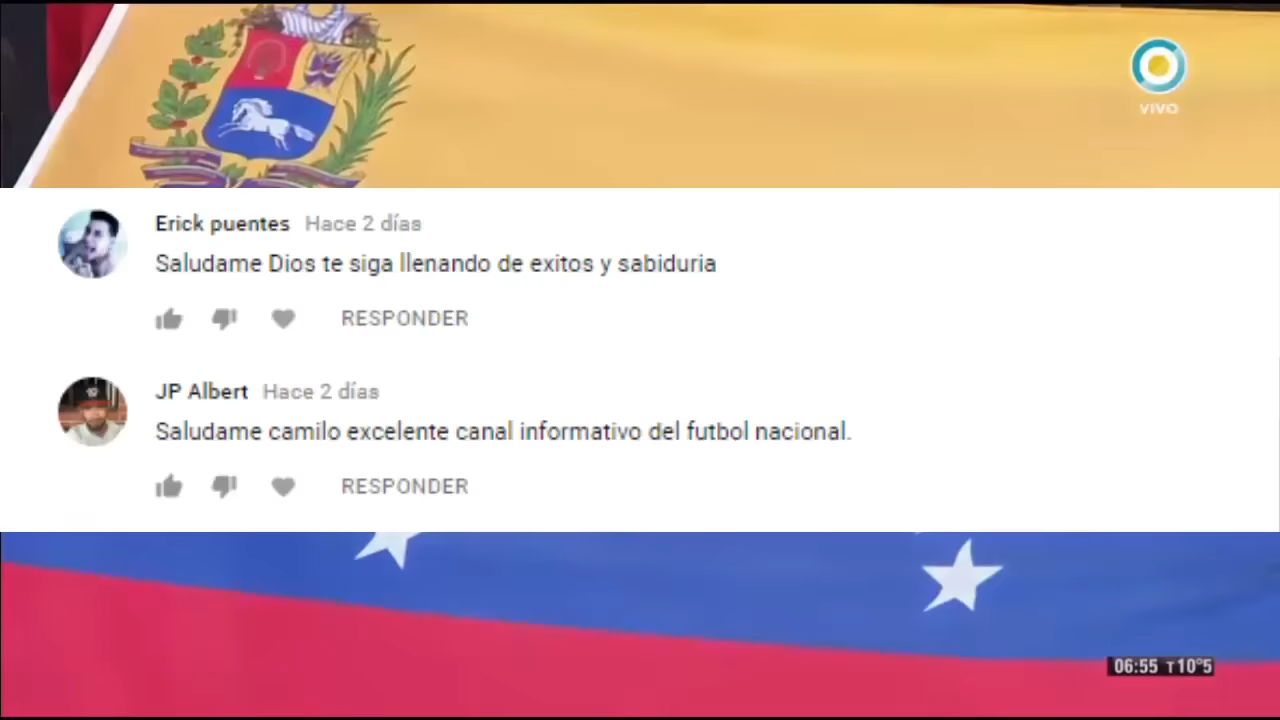 VIVO
Erick puentes Hace 2 días
Saludame Dios te siga llenando de exitos y sabiduria
RESPONDER
JP Albert Hace 2 días
Saludame camilo excelente canal informativo del futbol nacional.
RESPONDER
06:55 T10°5